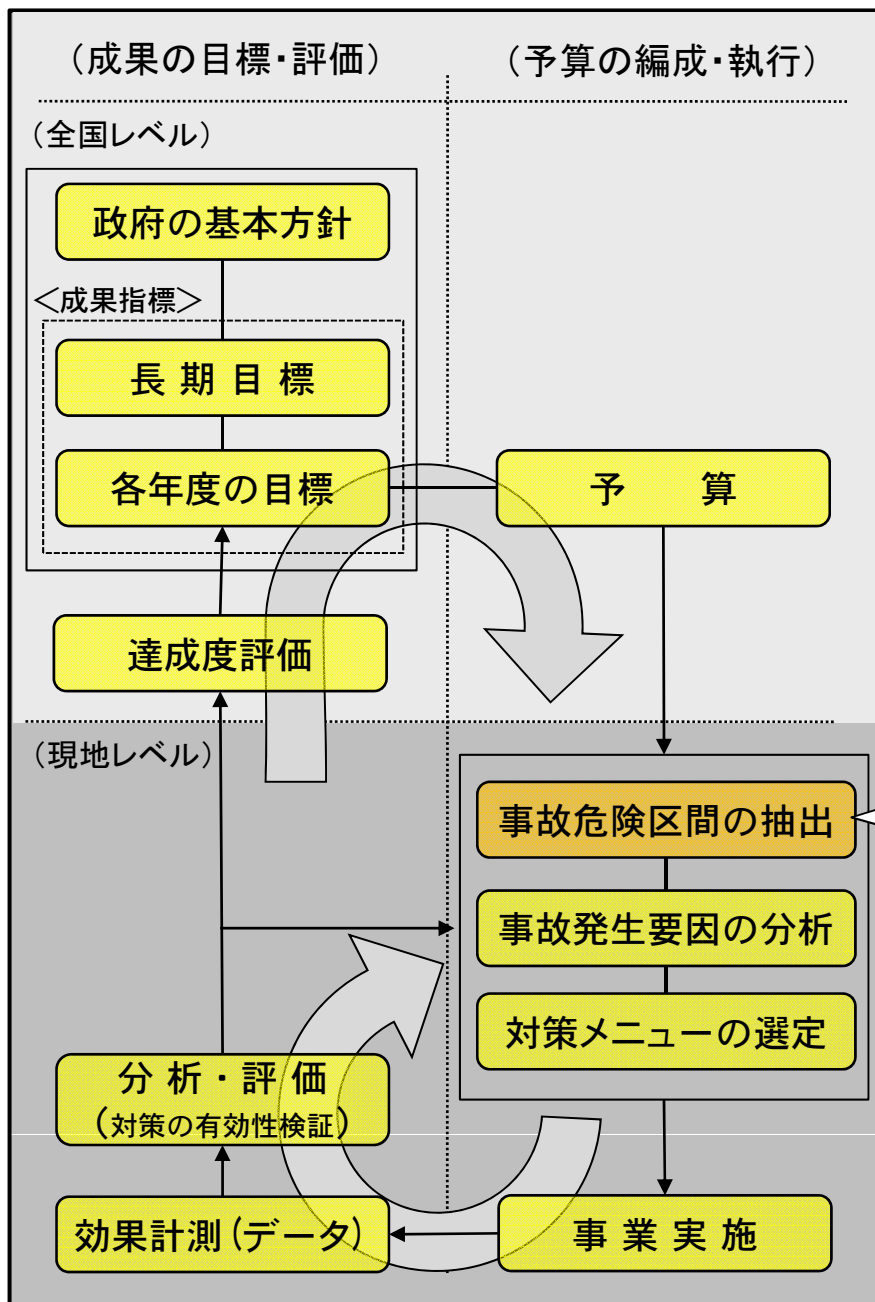 （成果の目標・評価）
（予算の編成・執行）
（全国レベル）
政府の基本方針
＜成果指標＞
長 期 目 標
各年度の目標
予　算
達成度評価
（現地レベル）
事故危険区間の抽出
事故発生要因の分析
対策メニューの選定
分 析 ・ 評 価
（対策の有効性検証）
効果計測（データ）
事 業 実 施